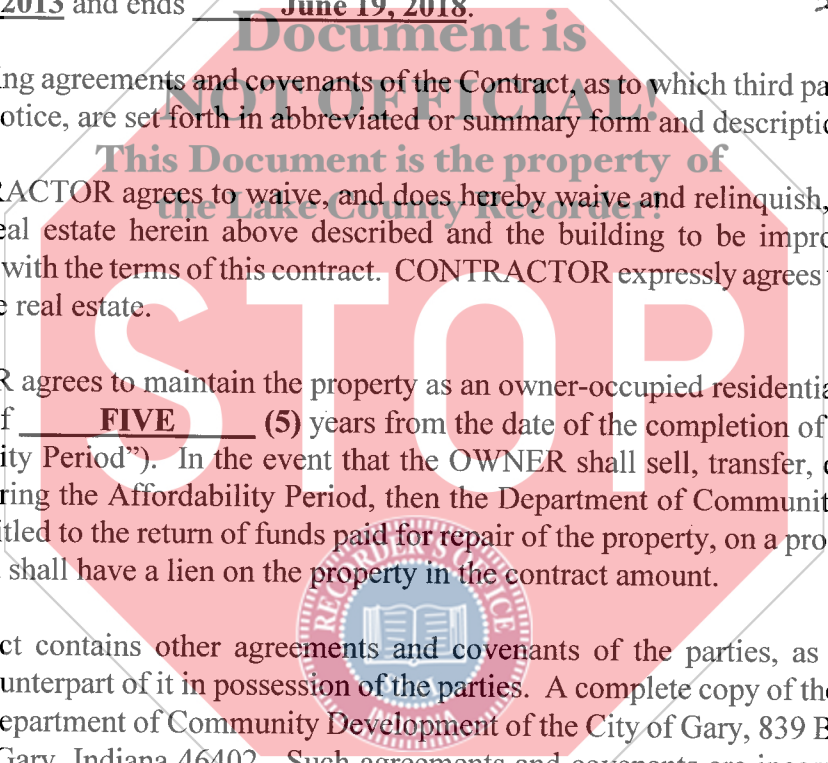 2013 and ends June 19, 2018.
Document is
ing agreements and covenants of the Contract, as to which third pa
NOT OFFICIAL!
otice, are set forth in abbreviated or summary form and descriptio
This Document is the property of
RACTOR agrees to waive, and does hereby waive and relinquish,
the Lake County Recorder!
eal estate herein above described and the building to be impro
with the terms of this contract. CONTRACTOR expressly agrees
e real estate.
STOP
R agrees to maintain the property as an owner-occupied residentia
f FIVE (5) years from the date of the completion of
ity Period”). In the event that the OWNER shall sell, transfer,
ring the Affordability Period, then the Department of Communit
itled to the return of funds paid for repair of the property, on a pro
shall have a lien on the property in the contract amount.
RECORDER'S OFFICE
ct contains other agreements and covenants of the parties, as
unterpart of it in possession of the parties. A complete copy of the
epartment of Community Development of the City of Gary, 839 B
Gary, Indiana 46402. Such agreements and covenants are